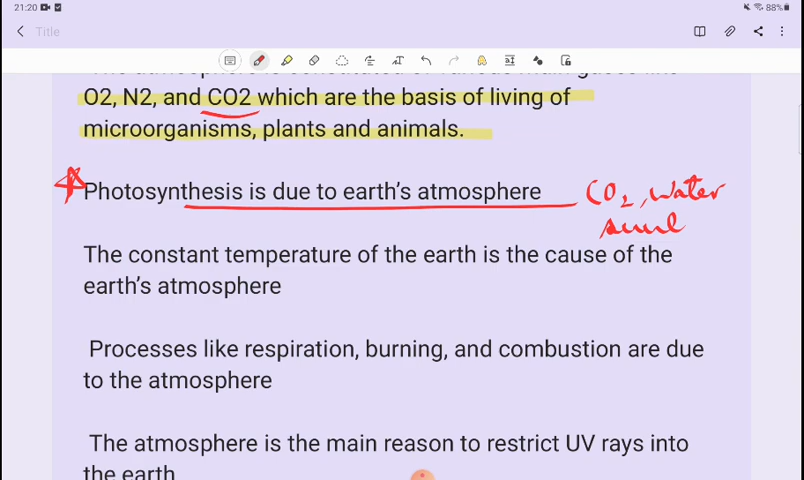 21:20
88%
Title
O2, N2, and CO2 which are the basis of living of
microorganisms, plants and animals.
Photosynthesis is due to earth's atmosphere CO2, water
The constant temperature of the earth is the cause of the
earth's atmosphere
Processes like respiration, burning, and combustion are due
to the atmosphere
The atmosphere is the main reason to restrict UV rays into
the earth